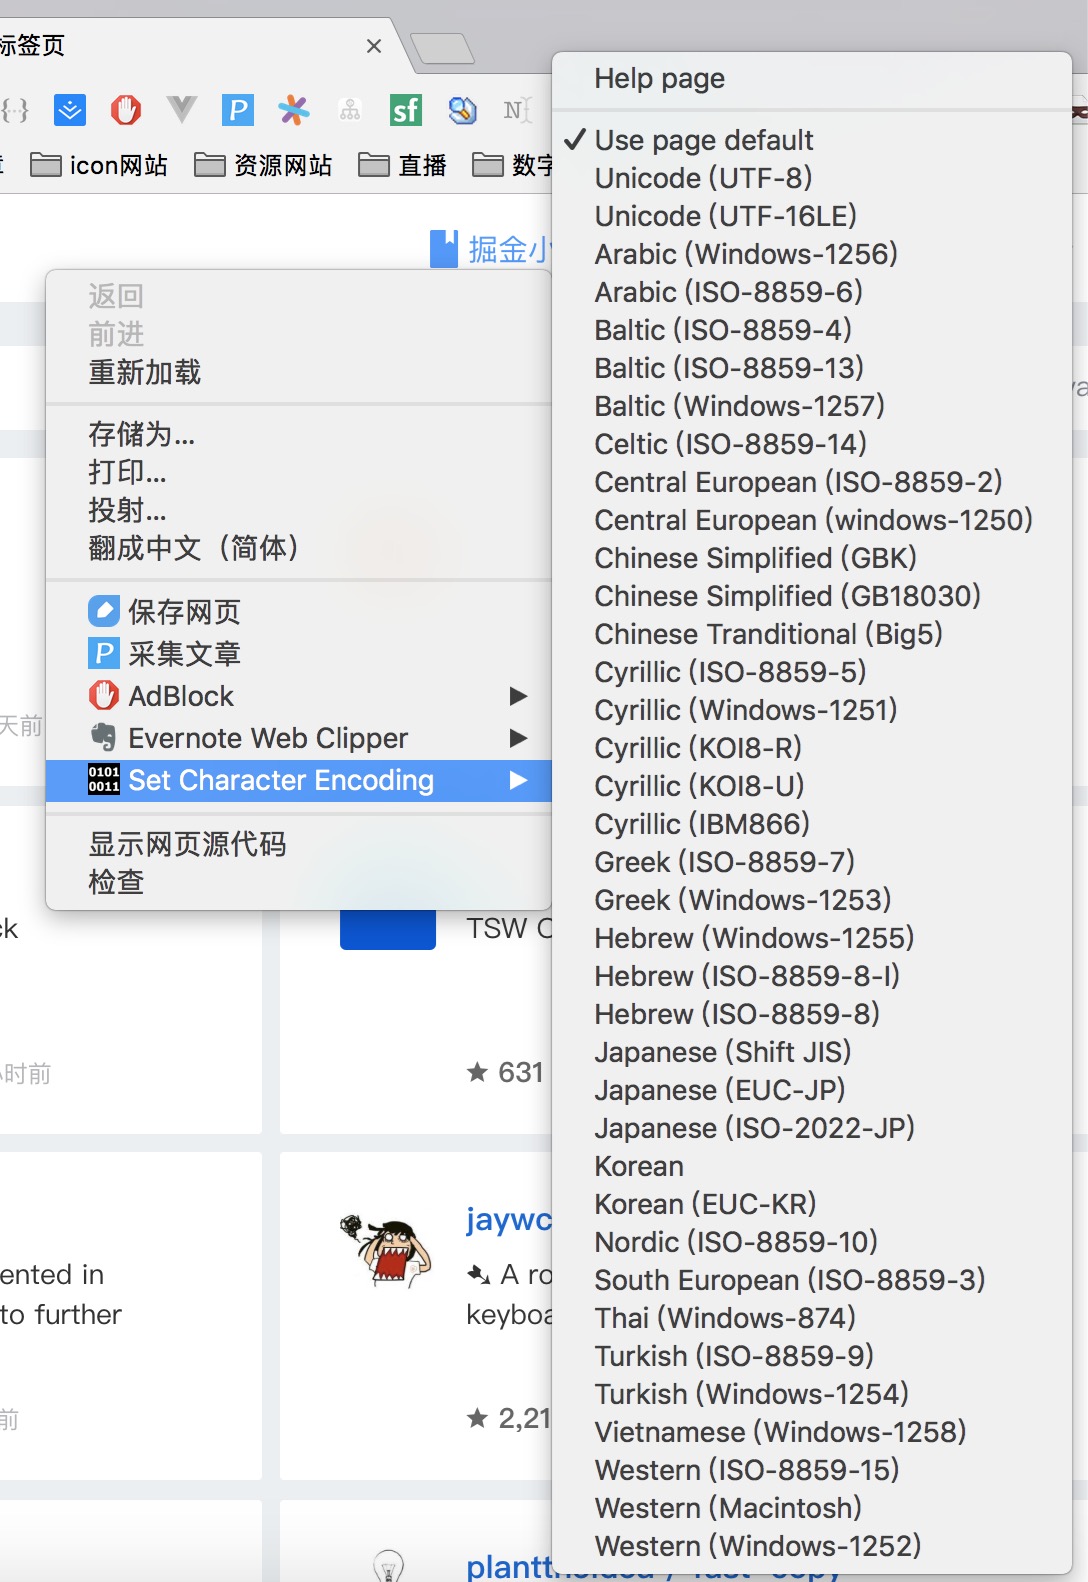 标签页
P
sf
N
icon网站
资源网站
直播
数字
掘金小
返回
前进
重新加载
存储为...
打印...
投射...
翻成中文（简体）
保存网页
P 采集文章
AdBlock
Evernote Web Clipper
0101
0011
Set Character Encoding
显示网页源代码
检查
Help page
✓ Use page default
Unicode (UTF-8)
Unicode (UTF-16LE)
Arabic (Windows-1256)
Arabic (ISO-8859-6)
Baltic (ISO-8859-4)
Baltic (ISO-8859-13)
Baltic (Windows-1257)
Celtic (ISO-8859-14)
Central European (ISO-8859-2)
Central European (windows-1250)
Chinese Simplified (GBK)
Chinese Simplified (GB18030)
Chinese Tranditional (Big5)
Cyrillic (ISO-8859-5)
Cyrillic (Windows-1251)
Cyrillic (KOI8-R)
Cyrillic (KOI8-U)
Cyrillic (IBM866)
Greek (ISO-8859-7)
Greek (Windows-1253)
Hebrew (Windows-1255)
Hebrew (ISO-8859-8-I)
Hebrew (ISO-8859-8)
Japanese (Shift JIS)
Japanese (EUC-JP)
Japanese (ISO-2022-JP)
Korean
Korean (EUC-KR)
Nordic (ISO-8859-10)
South European (ISO-8859-3)
Thai (Windows-874)
Turkish (ISO-8859-9)
Turkish (Windows-1254)
Vietnamese (Windows-1258)
Western (ISO-8859-15)
Western (Macintosh)
Western (Windows-1252)
天前
ck
TSW
小时前
★ 631
jaywc
ented in
to further
A ro
keyboa
前
★ 2,21